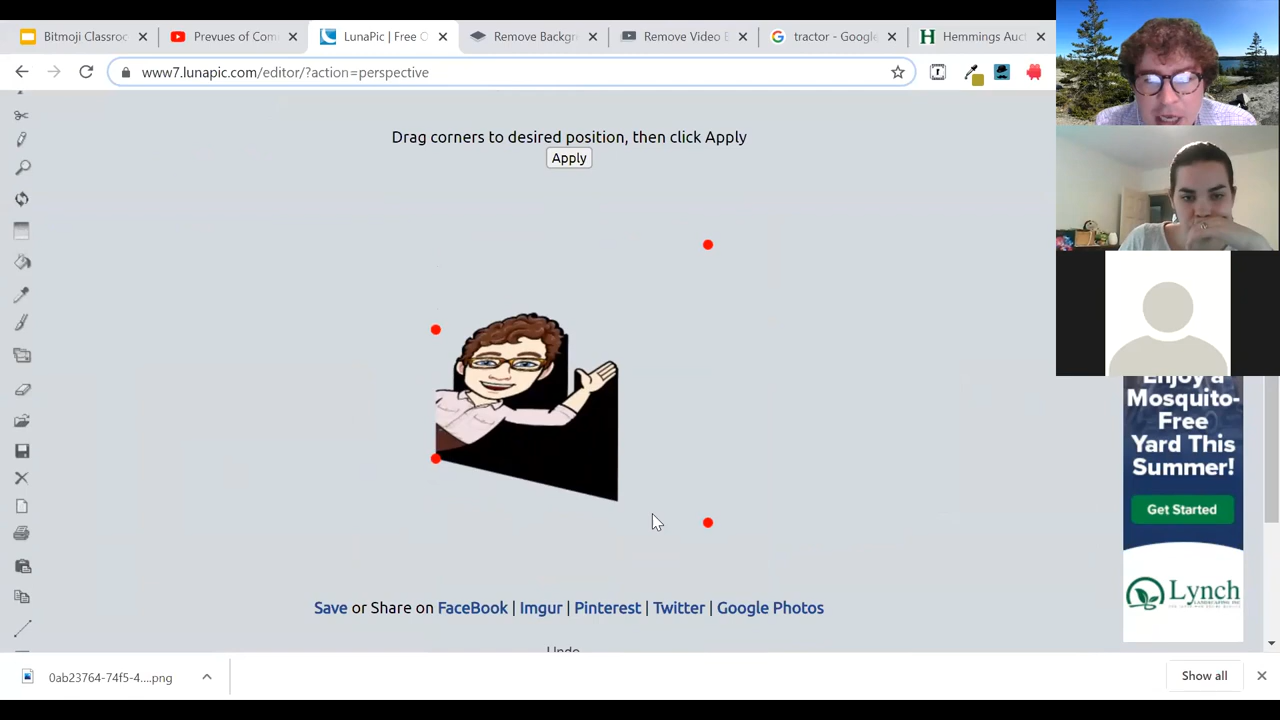 Bitmoji Classroc
Prevues of Com
LunaPic | Free O
Remove Backgr
Remove Video E
tractor - Google
Hemmings Auct
www7.lunapic.com/editor/?action=perspective
Drag corners to desired position, then click Apply
Apply
Enjoy a
Mosquito-
Free
Yard This
Summer!
Get Started
Lynch
Save or Share on FaceBook | Imgur | Pinterest | Twitter | Google Photos
Undo
0ab23764-74f5-4....png
Show all